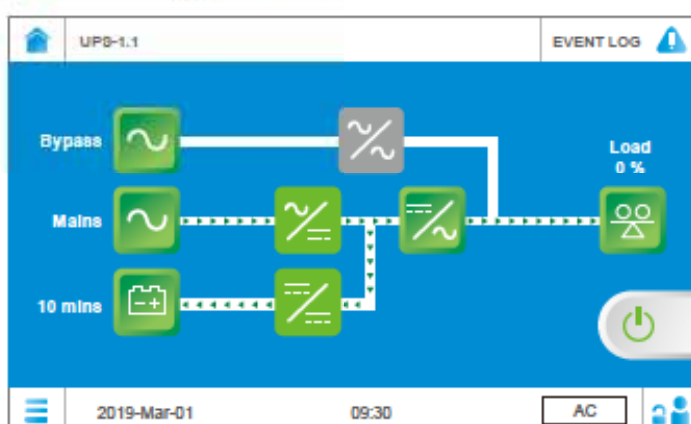 UPS-1.1
EVENT LOG
Bypass
Load
0 %
Mains
10 mins
2019-Mar-01
09:30
AC